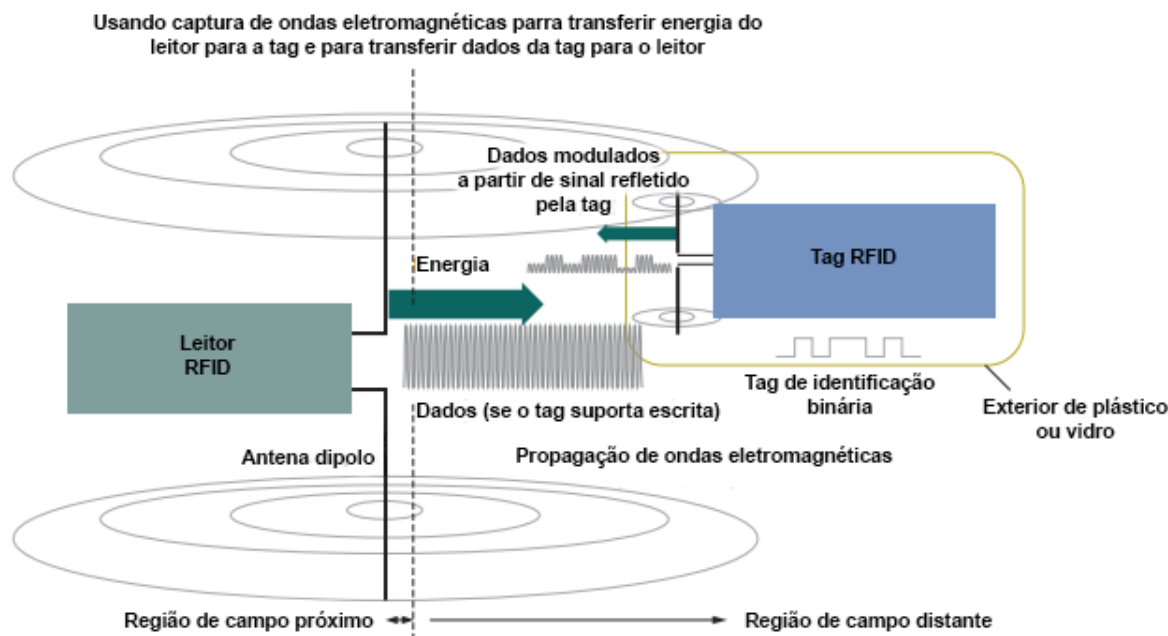 Usando captura de ondas eletromagnéticas parra transferir energia do
leitor para a tag e para transferir dados da tag para o leitor
Dados modulados
a partir de sinal refletido
pela tag
Energia
Tag RFID
Leitor
RFID
Tag de identificação
binária
Dados (se o tag suporta escrita)
Exterior de plástico
ou vidro
Antena dipolo
Propagação de ondas eletromagnéticas
Região de campo próximo
Região de campo distante